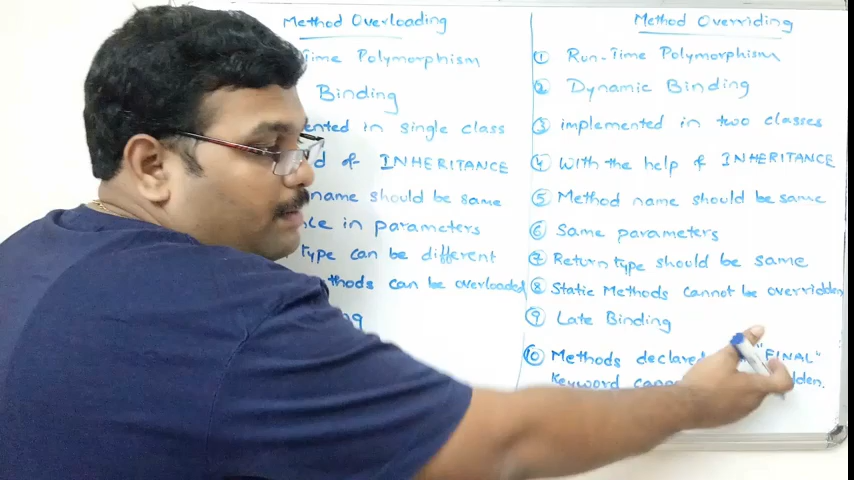 Method Overloading
Time Polymorphism
Binding
ented in single class
d of INHERITANCE
name should be same
in parameters
type can be different
thods can be overloaded
Method Overriding
① Run-Time Polymorphism
② Dynamic Binding
③ implemented in two classes
④ With the help of INHERITANCE
⑤ Method name should be same
⑥ Same parameters
⑦ Return type should be same
⑧ Static Methods cannot be overridden
⑨ Late Binding
⑩ Methods declared "FINAL"
Keyword dden.